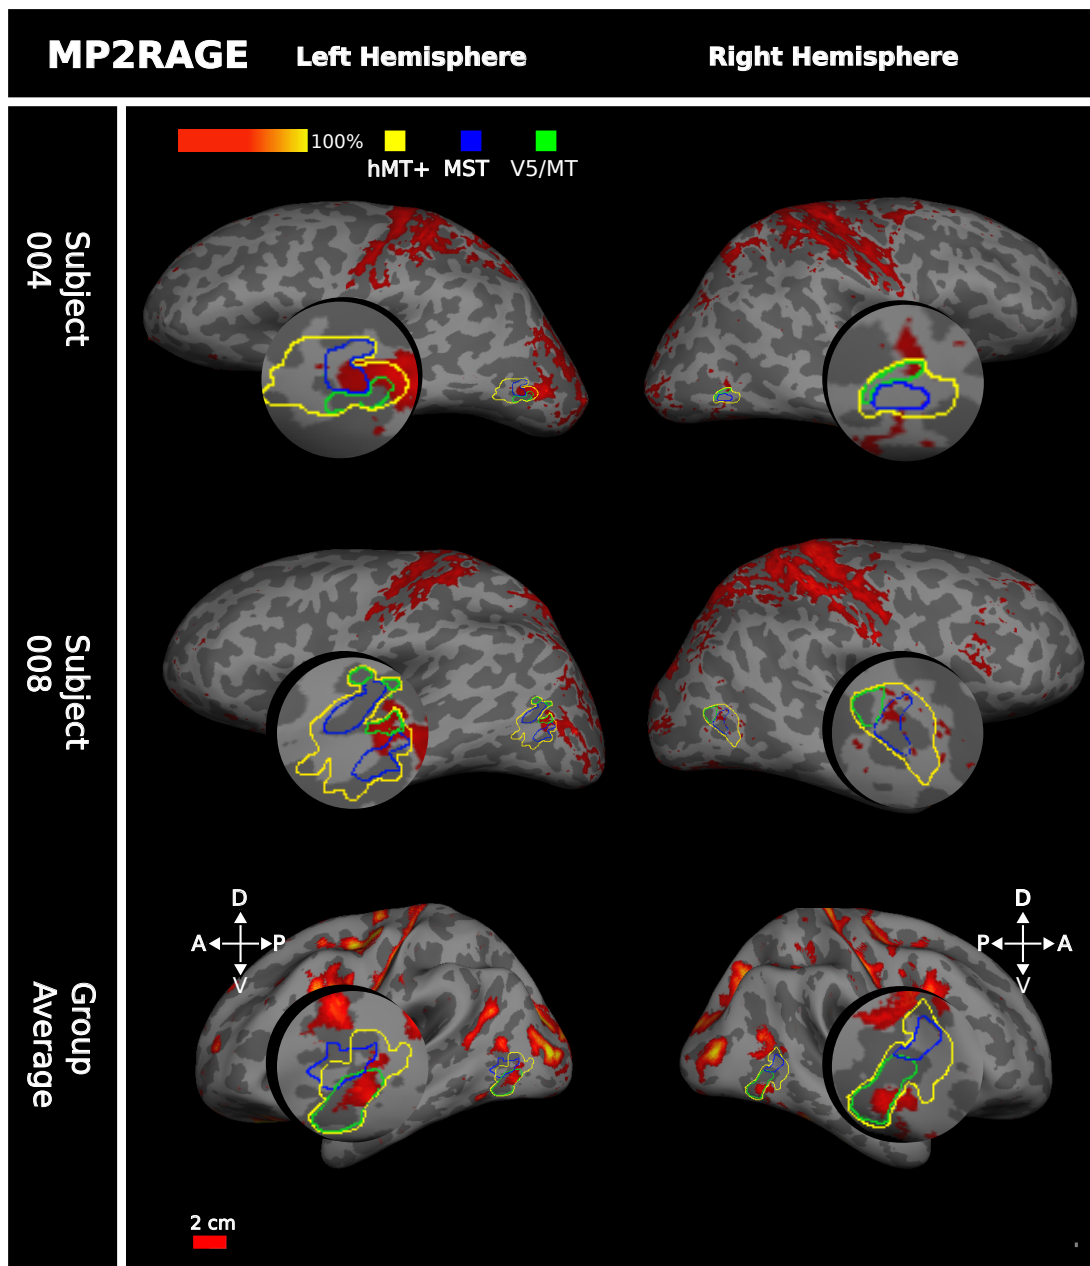 MP2RAGE Left Hemisphere Right Hemisphere
100%
hMT+ MST V5/MT
Subject
004
Subject
008
D
A P
V
D
P A
V
Group
Average
2 cm